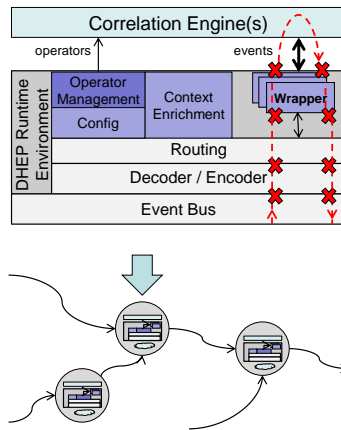 Correlation Engine(s)
operators
events
DHEP Runtime
Environment
Operator
Management
Config
Context
Enrichment
Wrapper
Routing
Decoder / Encoder
Event Bus